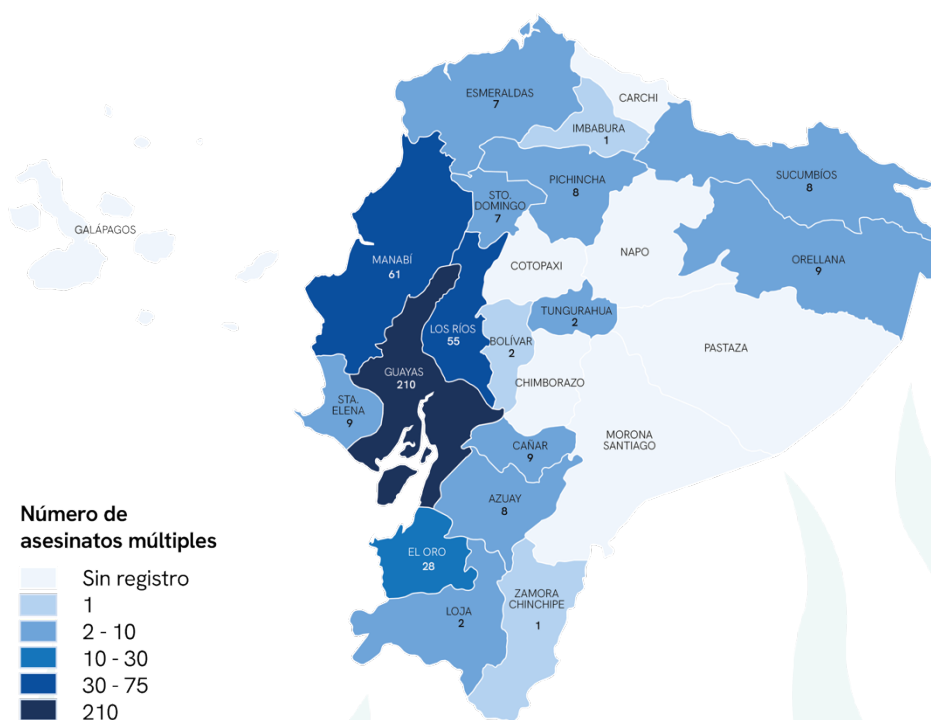 ESMERALDAS
7
CARCHI
IMBABURA
1
SUCUMBÍOS
8
PICHINCHA
8
STO.
DOMINGO
7
GALÁPAGOS
NAPO
MANABÍ
61
COTOPAXI
ORELLANA
9
TUNGURAHUA
2
LOS RÍOS
55
BOLÍVAR
2
PASTAZA
GUAYAS
210
CHIMBORAZO
STA.
ELENA
9
MORONA
SANTIAGO
CAÑAR
9
AZUAY
8
EL ORO
28
ZAMORA
CHINCHIPE
1
LOJA
2
Número de
asesinatos múltiples
Sin registro
1
2 - 10
10 - 30
30 - 75
210